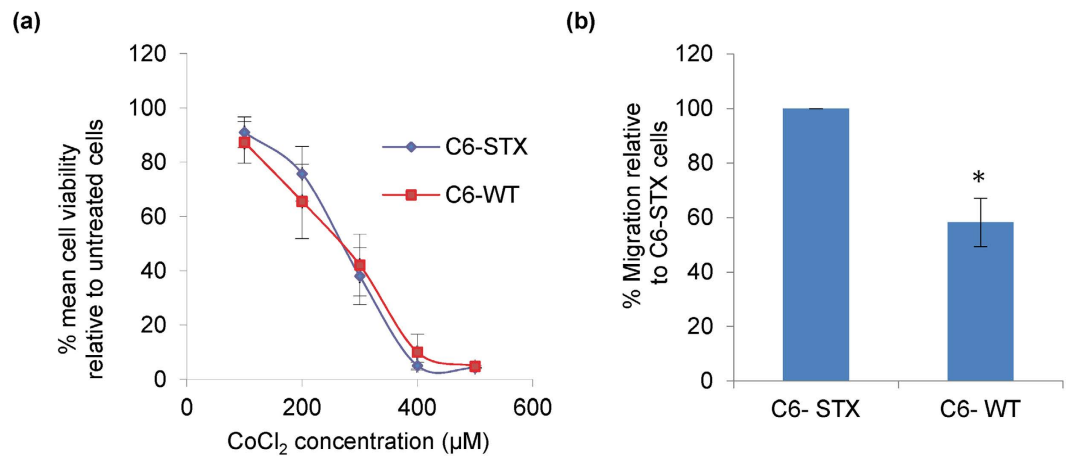 (a)
% mean cell viability
relative to untreated cells
120
100
80
60
40
20
0
0
200
400
600
CoCl₂ concentration (µM)
C6-STX
C6-WT
(b)
% Migration relative
to C6-STX cells
120
100
80
60
40
20
0
*
C6- STX
C6- WT